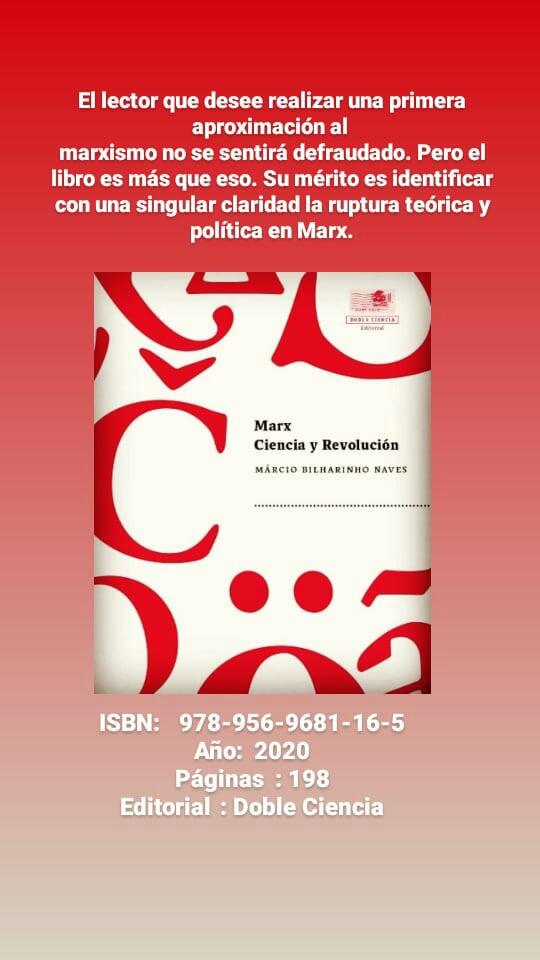 El lector que desee realizar una primera
aproximación al
marxismo no se sentirá defraudado. Pero el
libro es más que eso. Su mérito es identificar
con una singular claridad la ruptura teórica y
política en Marx.
DOBLE CIENCIA
Editorial
Marx
Ciencia y Revolución
MÁRCIO BILHARINHO NAVES
ISBN: 978-956-9681-16-5
Año: 2020
Páginas : 198
Editorial : Doble Ciencia